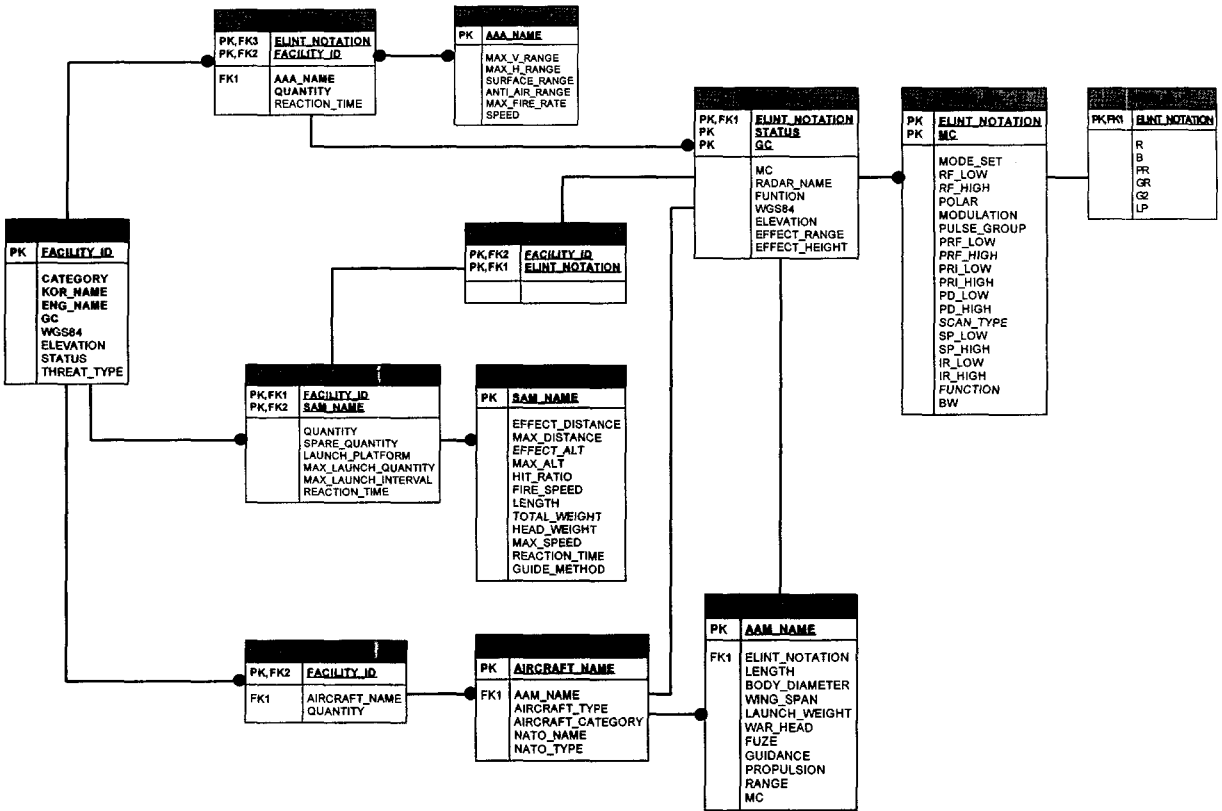 PK,FK3 ELINT_NOTATION
PK,FK2 FACILITY_ID
FK1 AAA_NAME
QUANTITY
REACTION_TIME
PK AAA_NAME
MAX_V_RANGE
MAX_H_RANGE
SURFACE_RANGE
ANTI_AIR_RANGE
MAX_FIRE_RATE
SPEED
PK,FK1 ELINT_NOTATION
PK STATUS
PK GC
MC
RADAR_NAME
FUNTION
WGS84
ELEVATION
EFFECT_RANGE
EFFECT_HEIGHT
PK ELINT_NOTATION
PK MC
MODE_SET
RF_LOW
RF_HIGH
POLAR
MODULATION
PULSE_GROUP
PRF_LOW
PRF_HIGH
PRI_LOW
PRI_HIGH
PD_LOW
PD_HIGH
SCAN_TYPE
SP_LOW
SP_HIGH
IR_LOW
IR_HIGH
FUNCTION
BW
PK,FK1 ELINT_NOTATION
R
B
PR
GR
G2
LP
PK FACILITY_ID
CATEGORY
KOR_NAME
ENG_NAME
GC
WGS84
ELEVATION
STATUS
THREAT_TYPE
PK,FK2 FACILITY_ID
PK,FK1 ELINT_NOTATION
PK,FK1 FACILITY_ID
PK,FK2 SAM_NAME
QUANTITY
SPARE_QUANTITY
LAUNCH_PLATFORM
MAX_LAUNCH_QUANTITY
MAX_LAUNCH_INTERVAL
REACTION_TIME
PK SAM_NAME
EFFECT_DISTANCE
MAX_DISTANCE
EFFECT_ALT
MAX_ALT
HIT_RATIO
FIRE_SPEED
LENGTH
TOTAL_WEIGHT
HEAD_WEIGHT
MAX_SPEED
REACTION_TIME
GUIDE_METHOD
PK,FK2 FACILITY_ID
FK1 AIRCRAFT_NAME
QUANTITY
PK AIRCRAFT_NAME
FK1 AAM_NAME
AIRCRAFT_TYPE
AIRCRAFT_CATEGORY
NATO_NAME
NATO_TYPE
PK AAM_NAME
FK1 ELINT_NOTATION
LENGTH
BODY_DIAMETER
WING_SPAN
LAUNCH_WEIGHT
WAR_HEAD
FUZE
GUIDANCE
PROPULSION
RANGE
MC